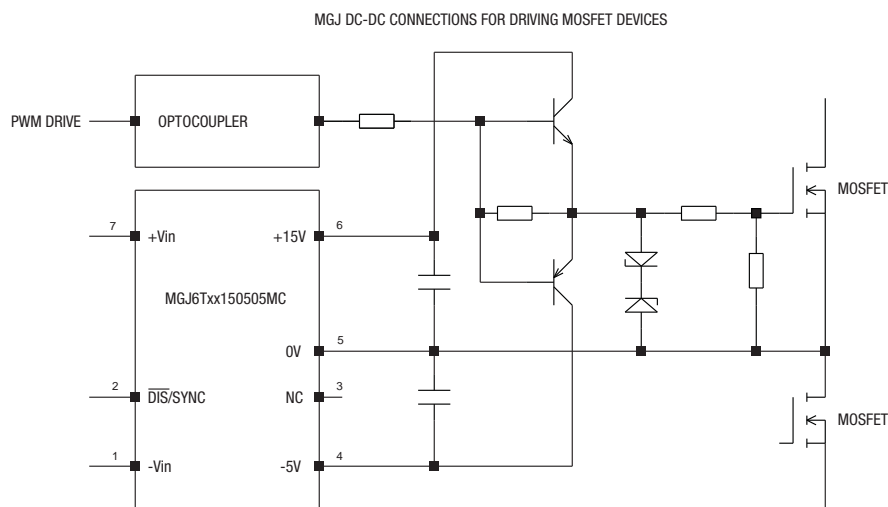 MGJ DC-DC CONNECTIONS FOR DRIVING MOSFET DEVICES
PWM DRIVE
OPTOCOUPLER
MOSFET
7
+Vin
+15V
6
MGJ6Txx150505MC
0V
5
2
DIS/SYNC
NC
3
MOSFET
1
-Vin
-5V
4